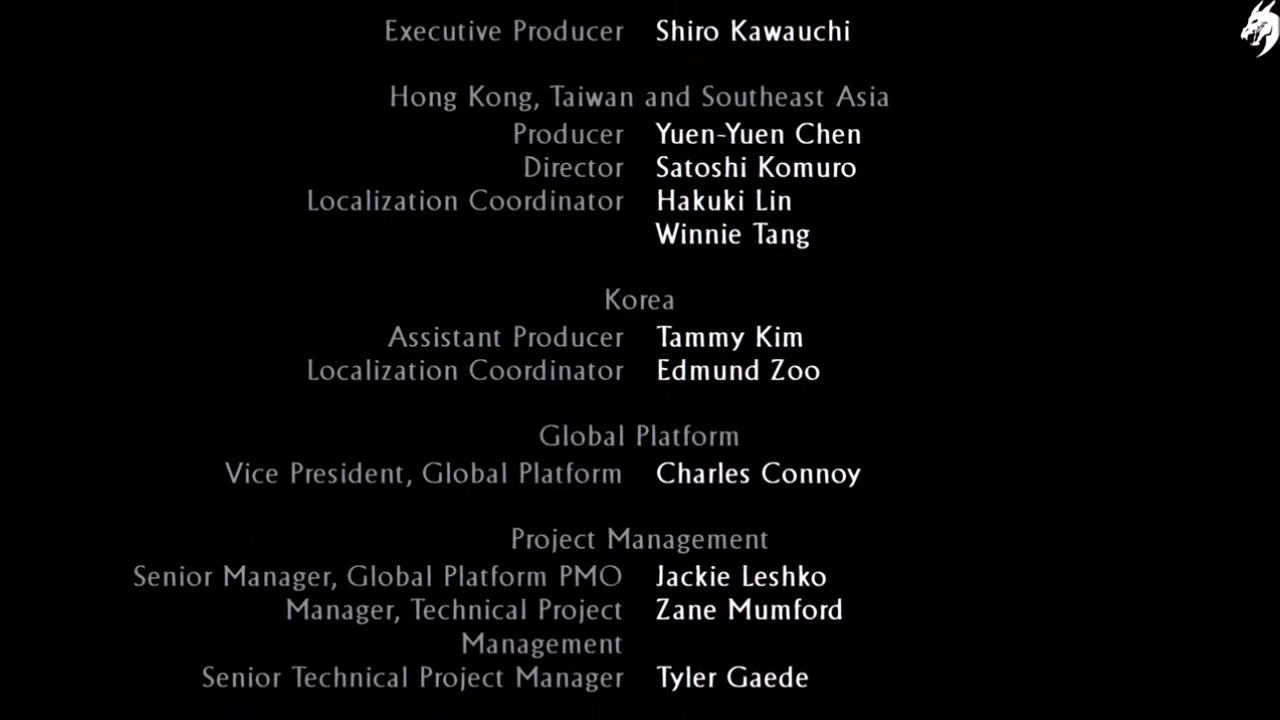 Executive Producer Shiro Kawauchi
Hong Kong, Taiwan and Southeast Asia
Producer Yuen-Yuen Chen
Director Satoshi Komuro
Localization Coordinator Hakuki Lin
Winnie Tang
Korea
Assistant Producer Tammy Kim
Localization Coordinator Edmund Zoo
Global Platform
Vice President, Global Platform Charles Connoy
Project Management
Senior Manager, Global Platform PMO Jackie Leshko
Manager, Technical Project Zane Mumford
Management
Senior Technical Project Manager Tyler Gaede